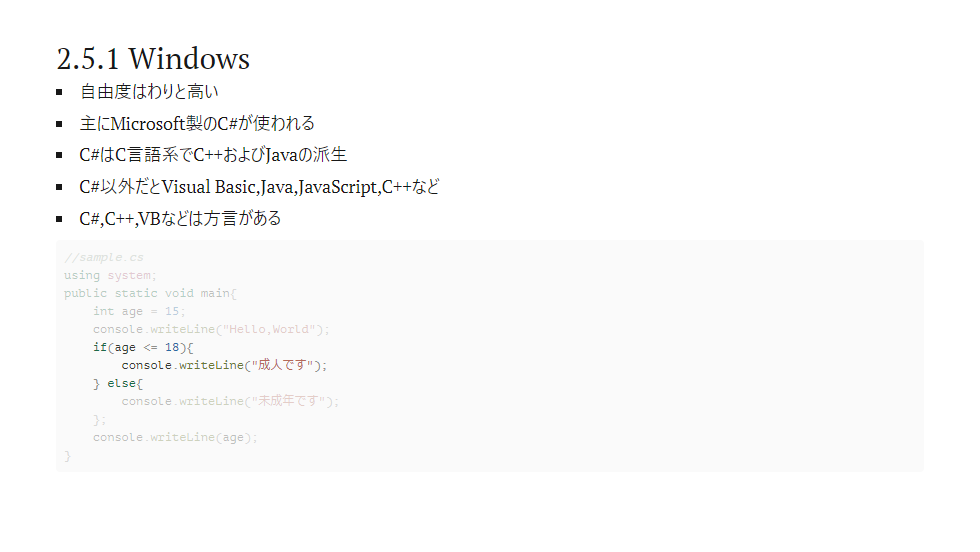 2.5.1 Windows
自由度はわりと高い
主にMicrosoft製のC#が使われる
C#はC言語系でC++およびJavaの派生
C#以外だとVisual Basic,Java,JavaScript,C++など
C#,C++,VBなどは方言がある
//sample.cs
using system;
public static void main{
    int age = 15;
    console.writeLine("Hello,World");
    if(age <= 18){
        console.writeLine("成人です");
    } else{
        console.writeLine("未成年です");
    };
    console.writeLine(age);
}